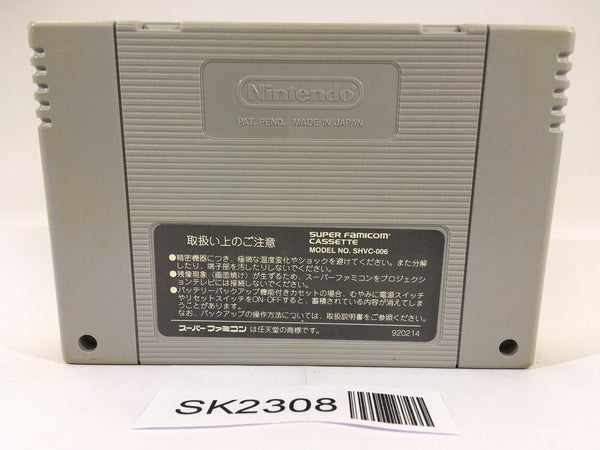 Nintendo
PAT. PEND. MADE IN JAPAN
取扱い上のご注意
SUPER FAMICOM
CASSETTE
MODEL NO. SHVC-006
●精密機器につき、極端な温度変化やショックを避けてください。また分解
したり、端子部を汚したりしないでください。
●残像現象（画面焼け）が生ずるため、スーパーファミコンをプロジェクシ
ョンテレビには接続しないでください。
●バッテリーバックアップ機能付きカセットの場合、むやみに電源スイッチ
やリセットスイッチをON·OFFすると、蓄積されている内容が消えてしま
うことがあります。
なお、バックアップの操作方法については、取扱説明書をご参照ください。
スーパーファミコン は任天堂の商標です。
920214
SK2308